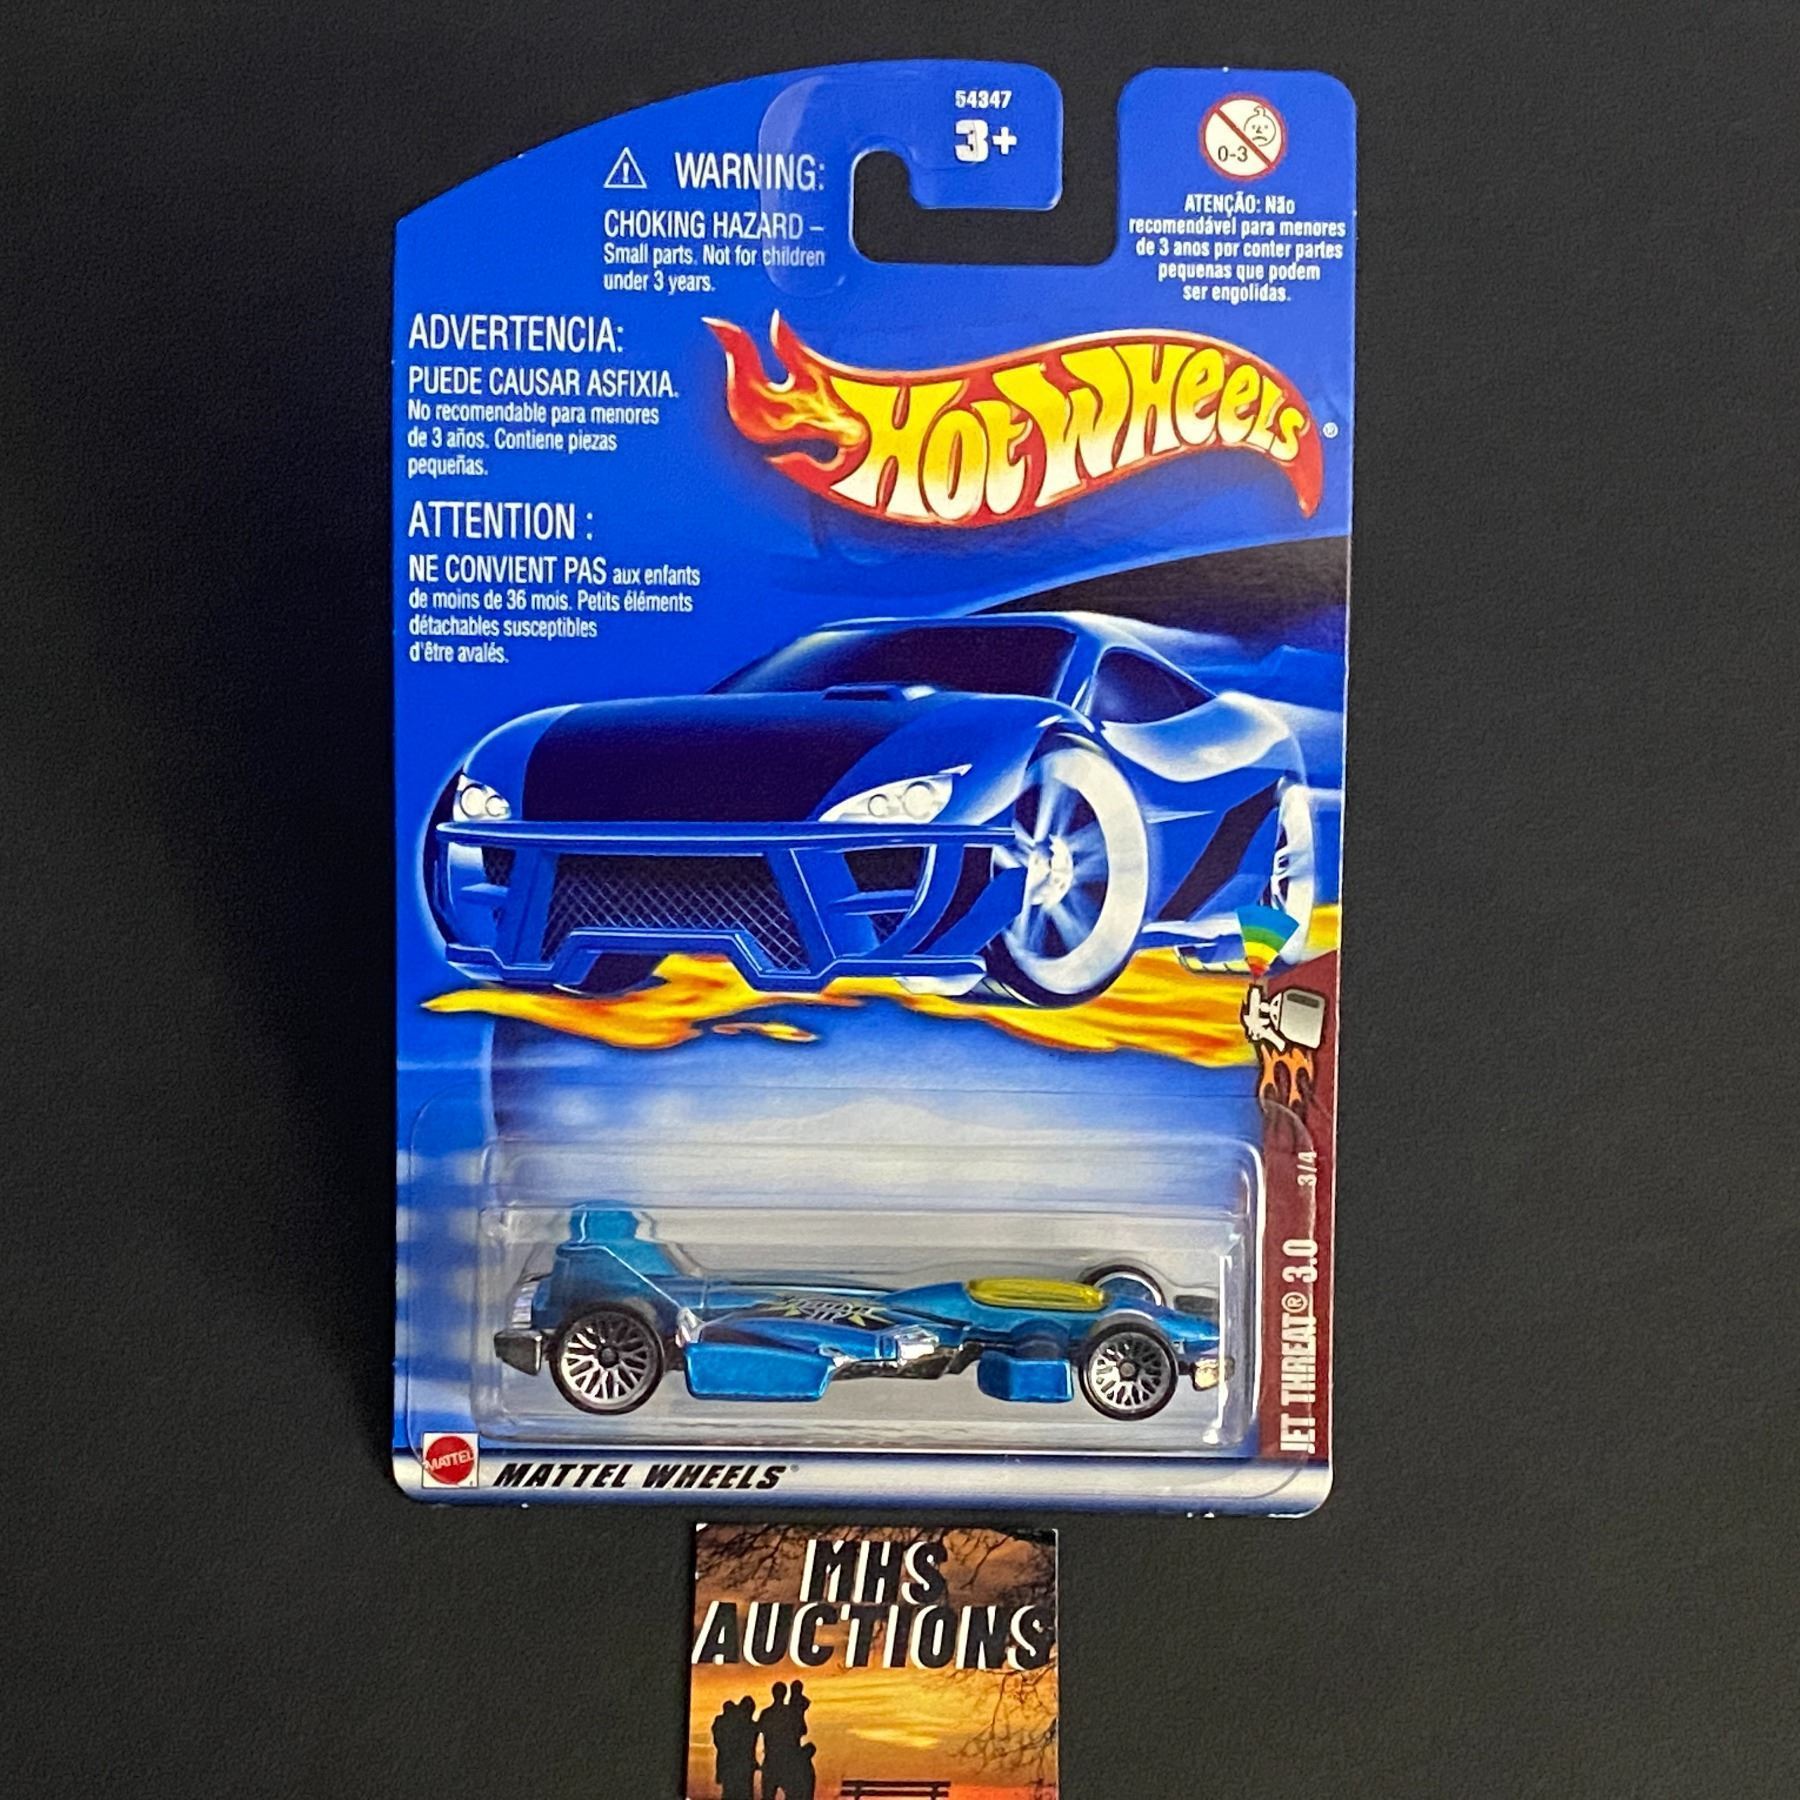 54347
3+
WARNING:
CHOKING HAZARD –
Small parts. Not for children
under 3 years.
0-3
ATENÇÃO: Não
recomendável para menores
de 3 anos por conter partes
pequenas que podem
ser engolidas.
ADVERTENCIA:
PUEDE CAUSAR ASFIXIA.
No recomendable para menores
de 3 años. Contiene piezas
pequeñas.
ATTENTION :
NE CONVIENT PAS aux enfants
de moins de 36 mois. Petits éléments
détachables susceptibles
d'être avalés.
HOT WHEELS®
JET THREAT® 3.0 3/4
MATTEL
MATTEL WHEELS
MHS
AUCTIONS